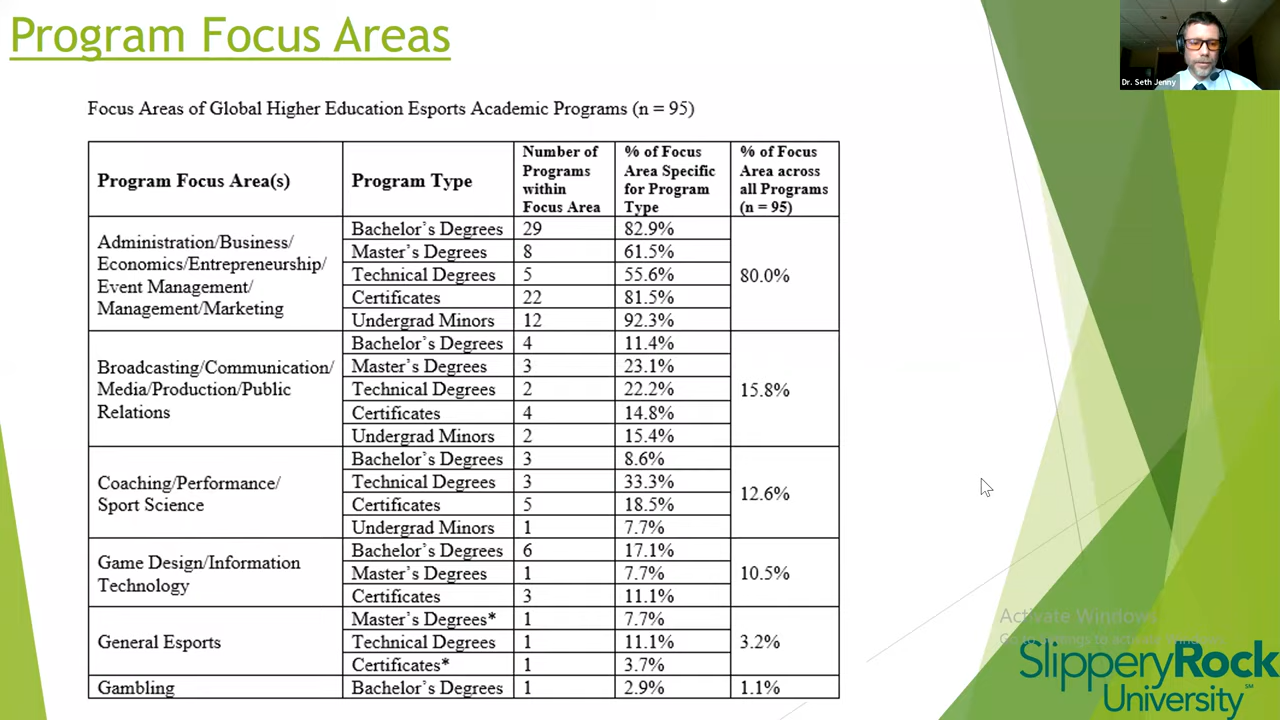 Program Focus Areas
Dr. Seth Jenny
Focus Areas of Global Higher Education Esports Academic Programs (n = 95)
Program Focus Area(s)
Program Type
Number of
Programs
within
Focus Area
% of Focus
Area Specific
for Program
Type
% of Focus
Area across
all Programs
(n = 95)
Administration/Business/
Economics/Entrepreneurship/
Event Management/
Management/Marketing
Bachelor's Degrees 29 82.9%
Master's Degrees 8 61.5%
Technical Degrees 5 55.6%
Certificates 22 81.5%
Undergrad Minors 12 92.3%
80.0%
Broadcasting/Communication/
Media/Production/Public
Relations
Bachelor's Degrees 4 11.4%
Master's Degrees 3 23.1%
Technical Degrees 2 22.2%
Certificates 4 14.8%
Undergrad Minors 2 15.4%
15.8%
Coaching/Performance/
Sport Science
Bachelor's Degrees 3 8.6%
Technical Degrees 3 33.3%
Certificates 5 18.5%
Undergrad Minors 1 7.7%
12.6%
Game Design/Information
Technology
Bachelor's Degrees 6 17.1%
Master's Degrees 1 7.7%
Certificates 3 11.1%
10.5%
General Esports
Master's Degrees* 1 7.7%
Technical Degrees 1 11.1%
Certificates* 1 3.7%
3.2%
Gambling Bachelor's Degrees 1 2.9% 1.1%
Activate Windows
to activate Windows
SlipperyRock
University